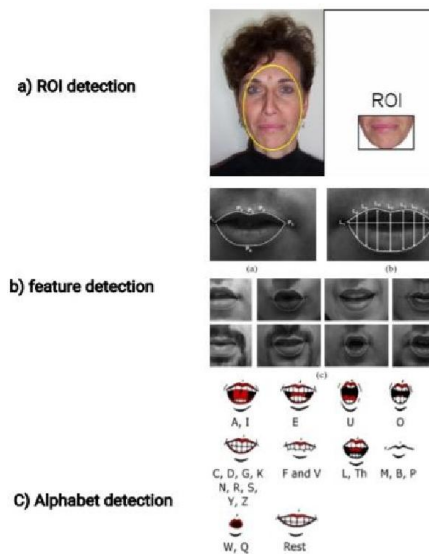 a) ROI detection
ROI
(a)
(b)
b) feature detection
(c)
A, I
E
U
O
C, D, G, K
N, R, S,
Y, Z
F and V
L, Th
M, B, P
C) Alphabet detection
W, Q
Rest